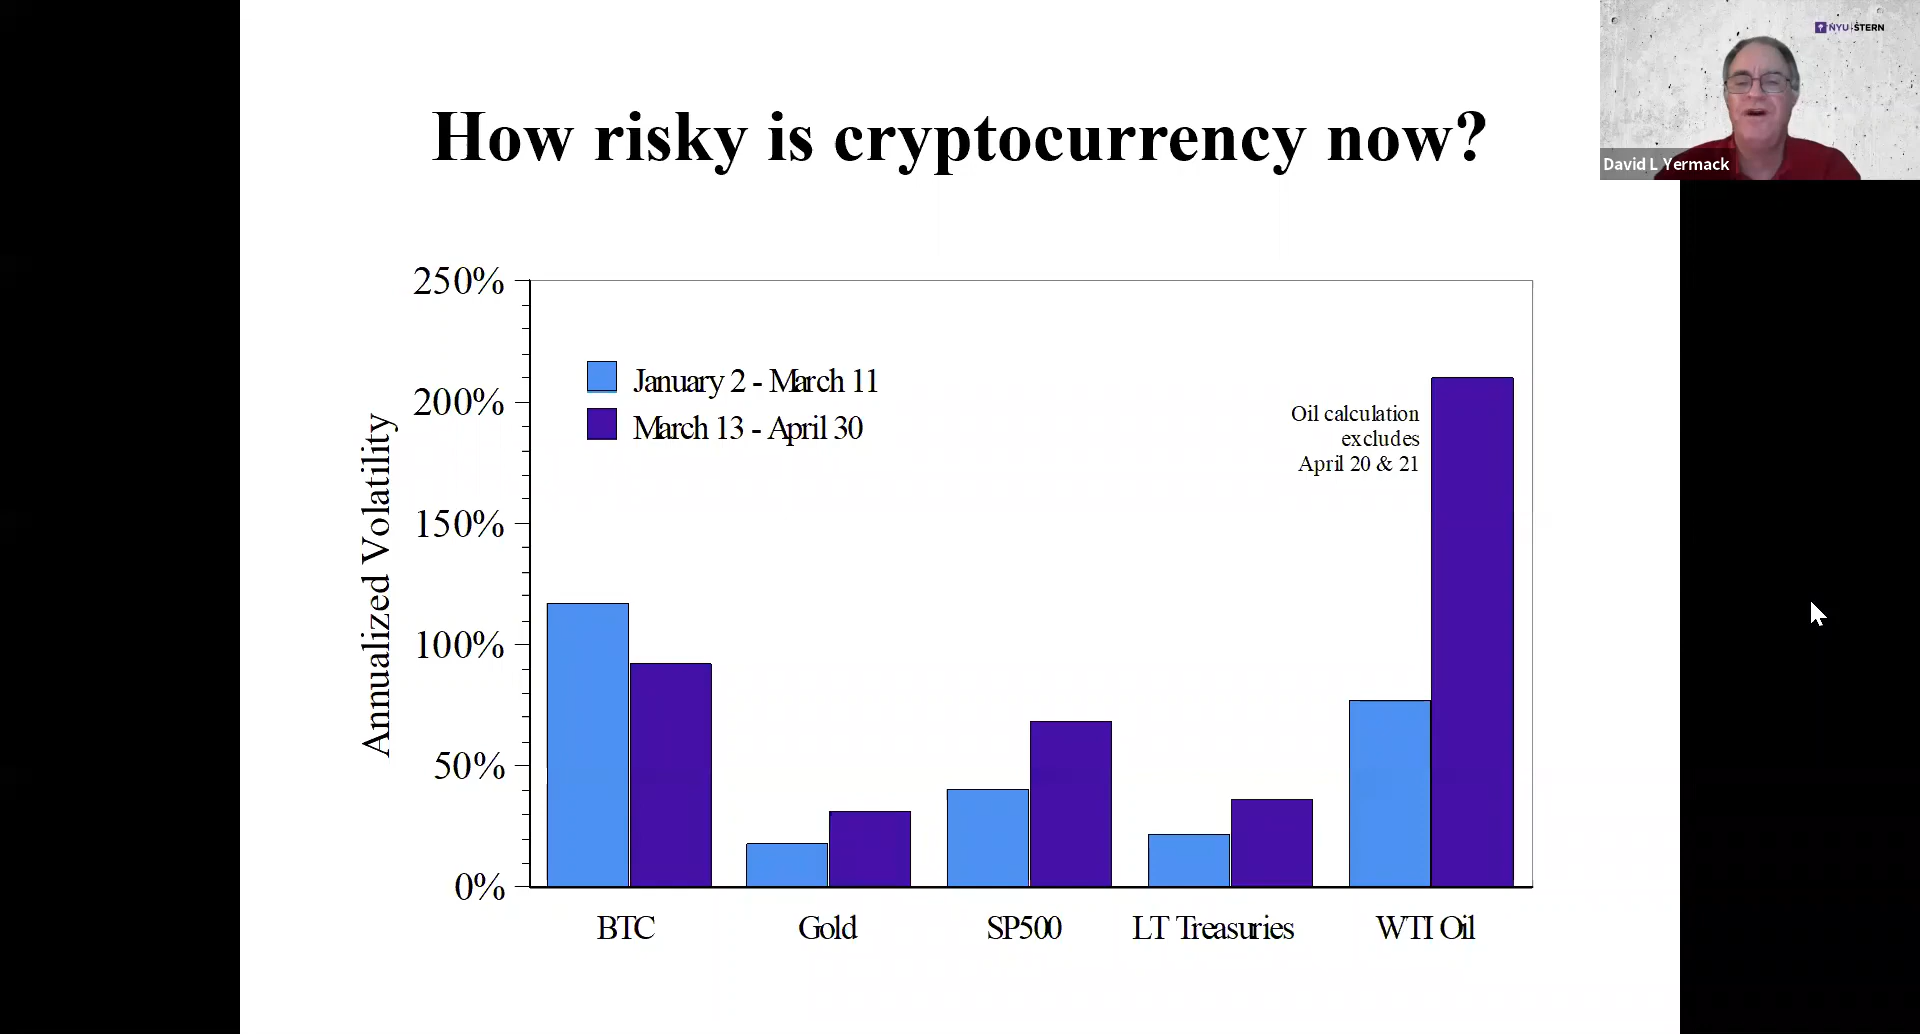 How risky is cryptocurrency now?
NYU STERN
David L Yermack
250%
200%
150%
100%
50%
0%
Annualized Volatility
January 2 - March 11
March 13 - April 30
Oil calculation
excludes
April 20 & 21
BTC
Gold
SP500
LT Treasuries
WTI Oil